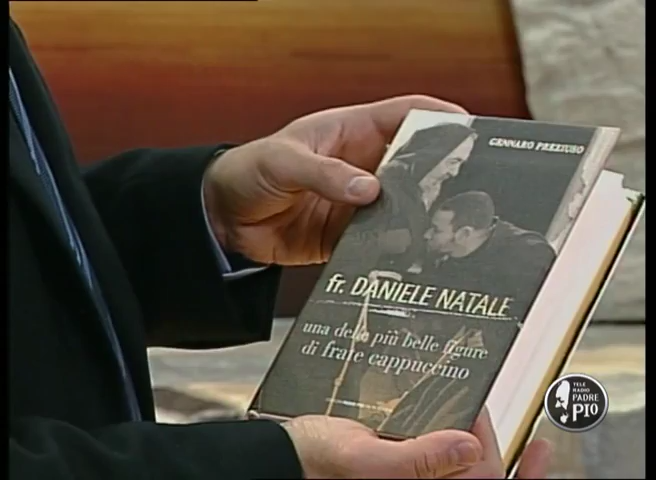 GENNARO PREZIUSO
fr. DANIELE NATALE
una delle più belle figure
di frate cappuccino
TELE
RADIO
PADRE
PIO